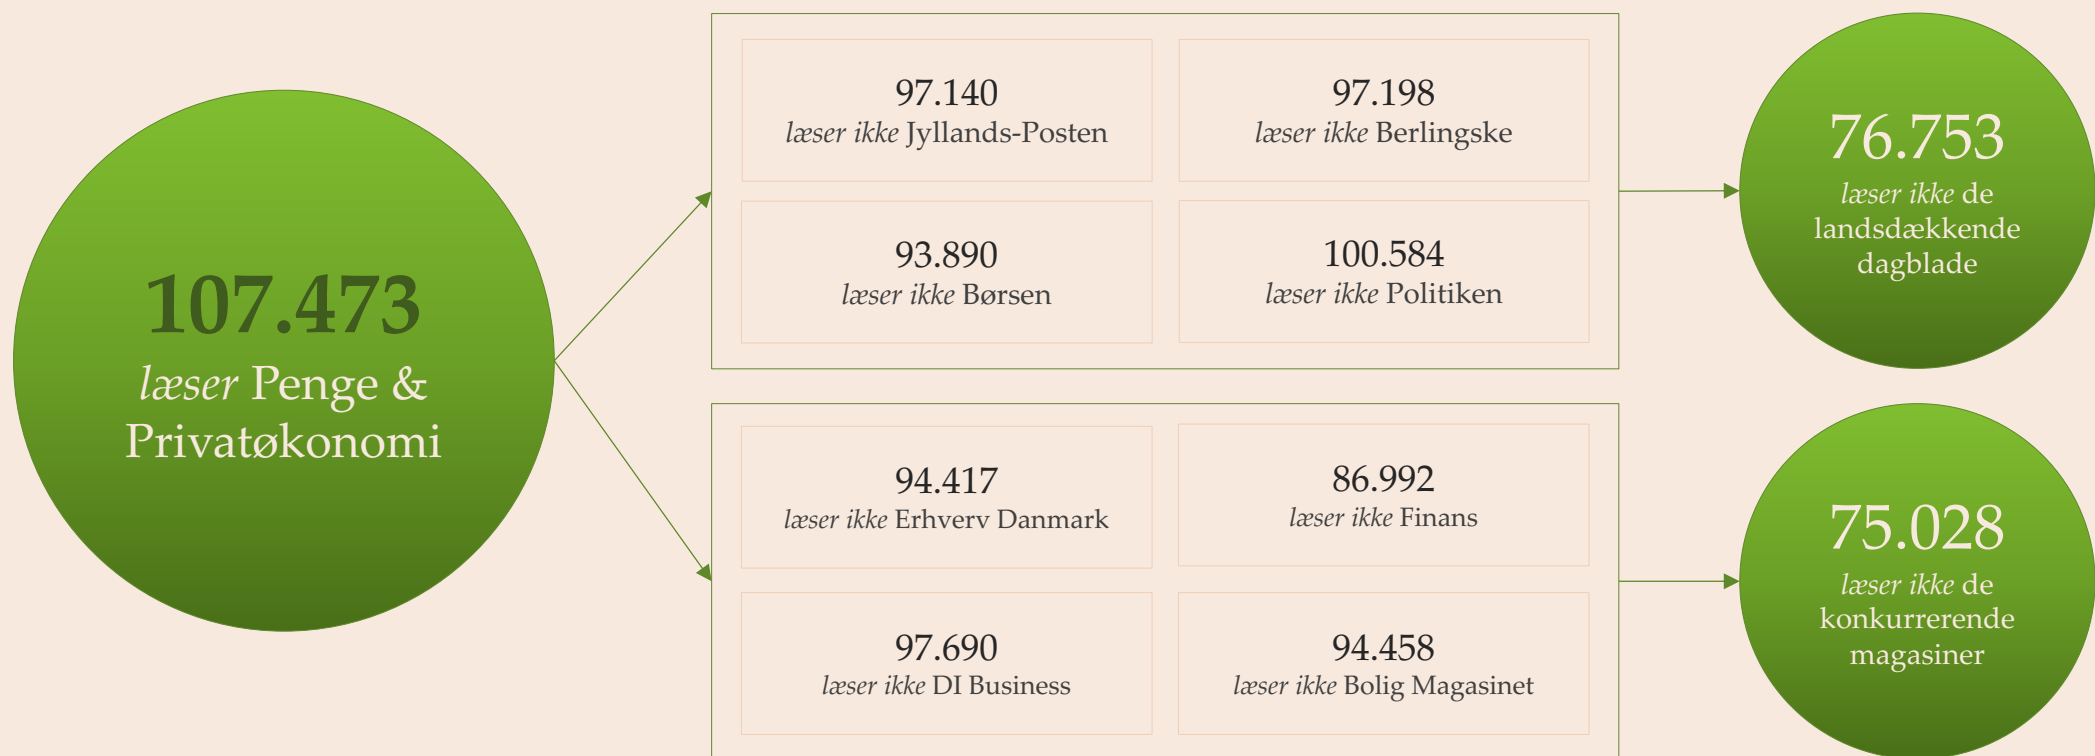 107.473
læser Penge &
Privatøkonomi
97.140
læser ikke Jyllands-Posten
97.198
læser ikke Berlingske
93.890
læser ikke Børsen
100.584
læser ikke Politiken
76.753
læser ikke de
landsdækkende
dagblade
94.417
læser ikke Erhverv Danmark
86.992
læser ikke Finans
97.690
læser ikke DI Business
94.458
læser ikke Bolig Magasinet
75.028
læser ikke de
konkurrerende
magasiner